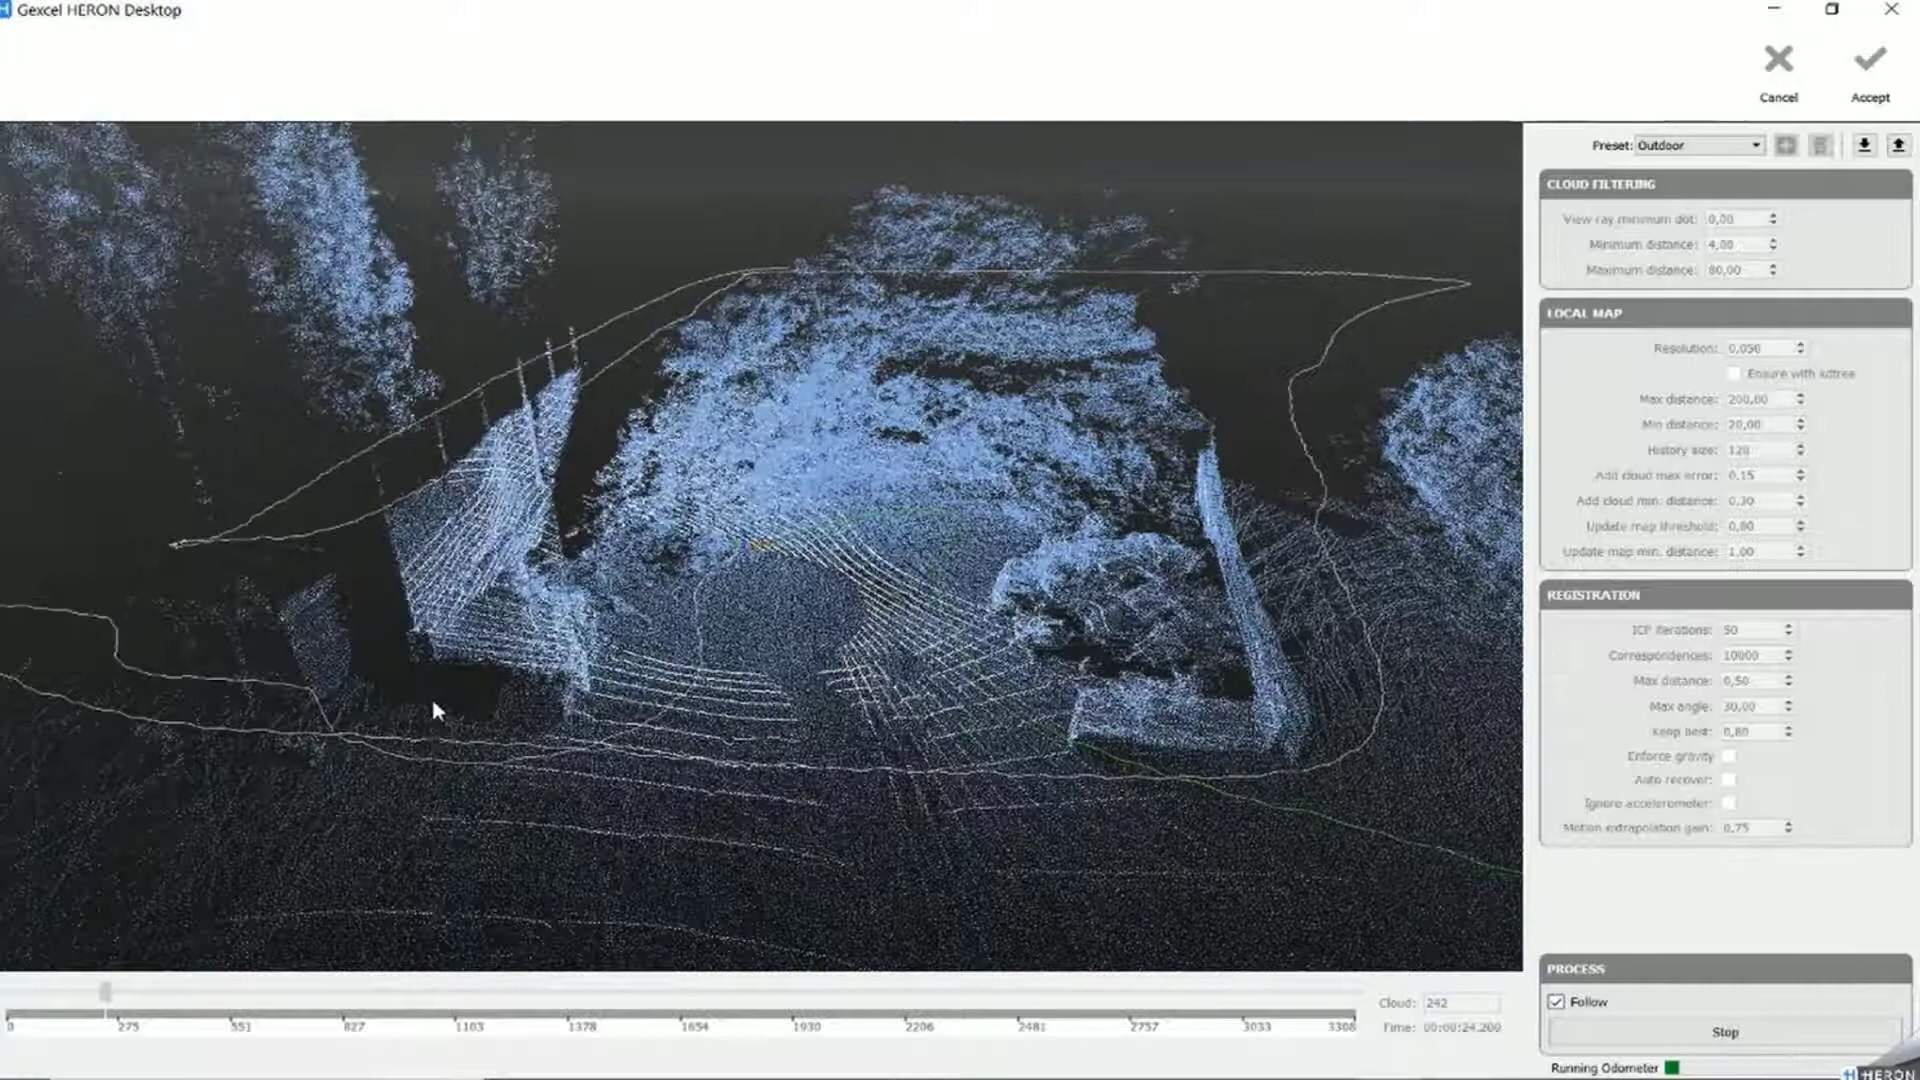 Gexcel HERON Desktop
Cancel
Accept
Preset: Outdoor
CLOUD FILTERING
View ray minimum dot: 0,00
Minimum distance: 4,00
Maximum distance: 80,00
LOCAL MAP
Resolution: 0,050
Ensure with kdtree
Max distance: 200,00
Min distance: 20,00
History size: 120
Add cloud max error: 0,15
Add cloud min. distance: 0,30
Update map threshold: 0,80
Update map min. distance: 1,00
REGISTRATION
ICP iterations: 50
Correspondences: 10000
Max distance: 0,50
Max angle: 30,00
Keep best: 0,80
Enforce gravity
Auto recover:
Ignore accelerometer:
Motion extrapolation gain: 0,75
PROCESS
Follow
Stop
Running Odometer
Cloud: 242
Time: 00:00:24.200
0 275 551 827 1103 1378 1654 1930 2206 2481 2757 3033 3308
HERON